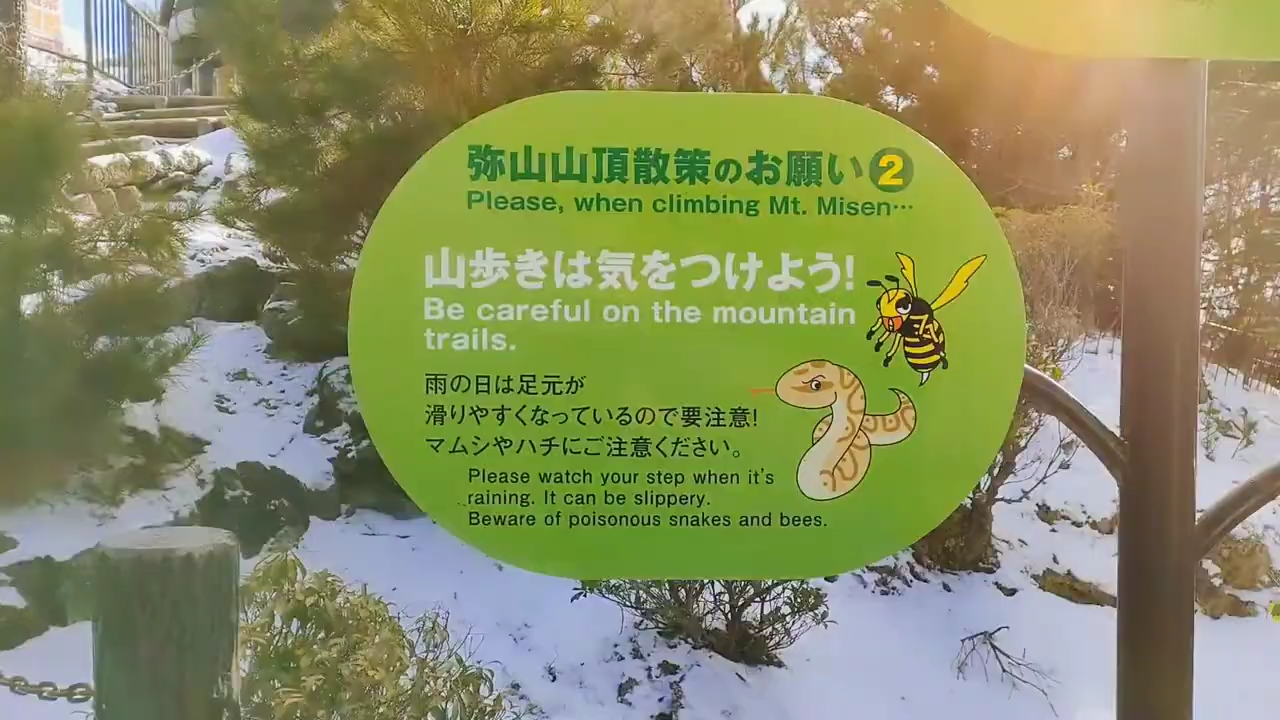 弥山山頂散策のお願い2
Please, when climbing Mt. Misen…
山歩きは気をつけよう!
Be careful on the mountain
trails.
雨の日は足元が
滑りやすくなっているので要注意!
マムシやハチにご注意ください。
Please watch your step when it's
raining. It can be slippery.
Beware of poisonous snakes and bees.